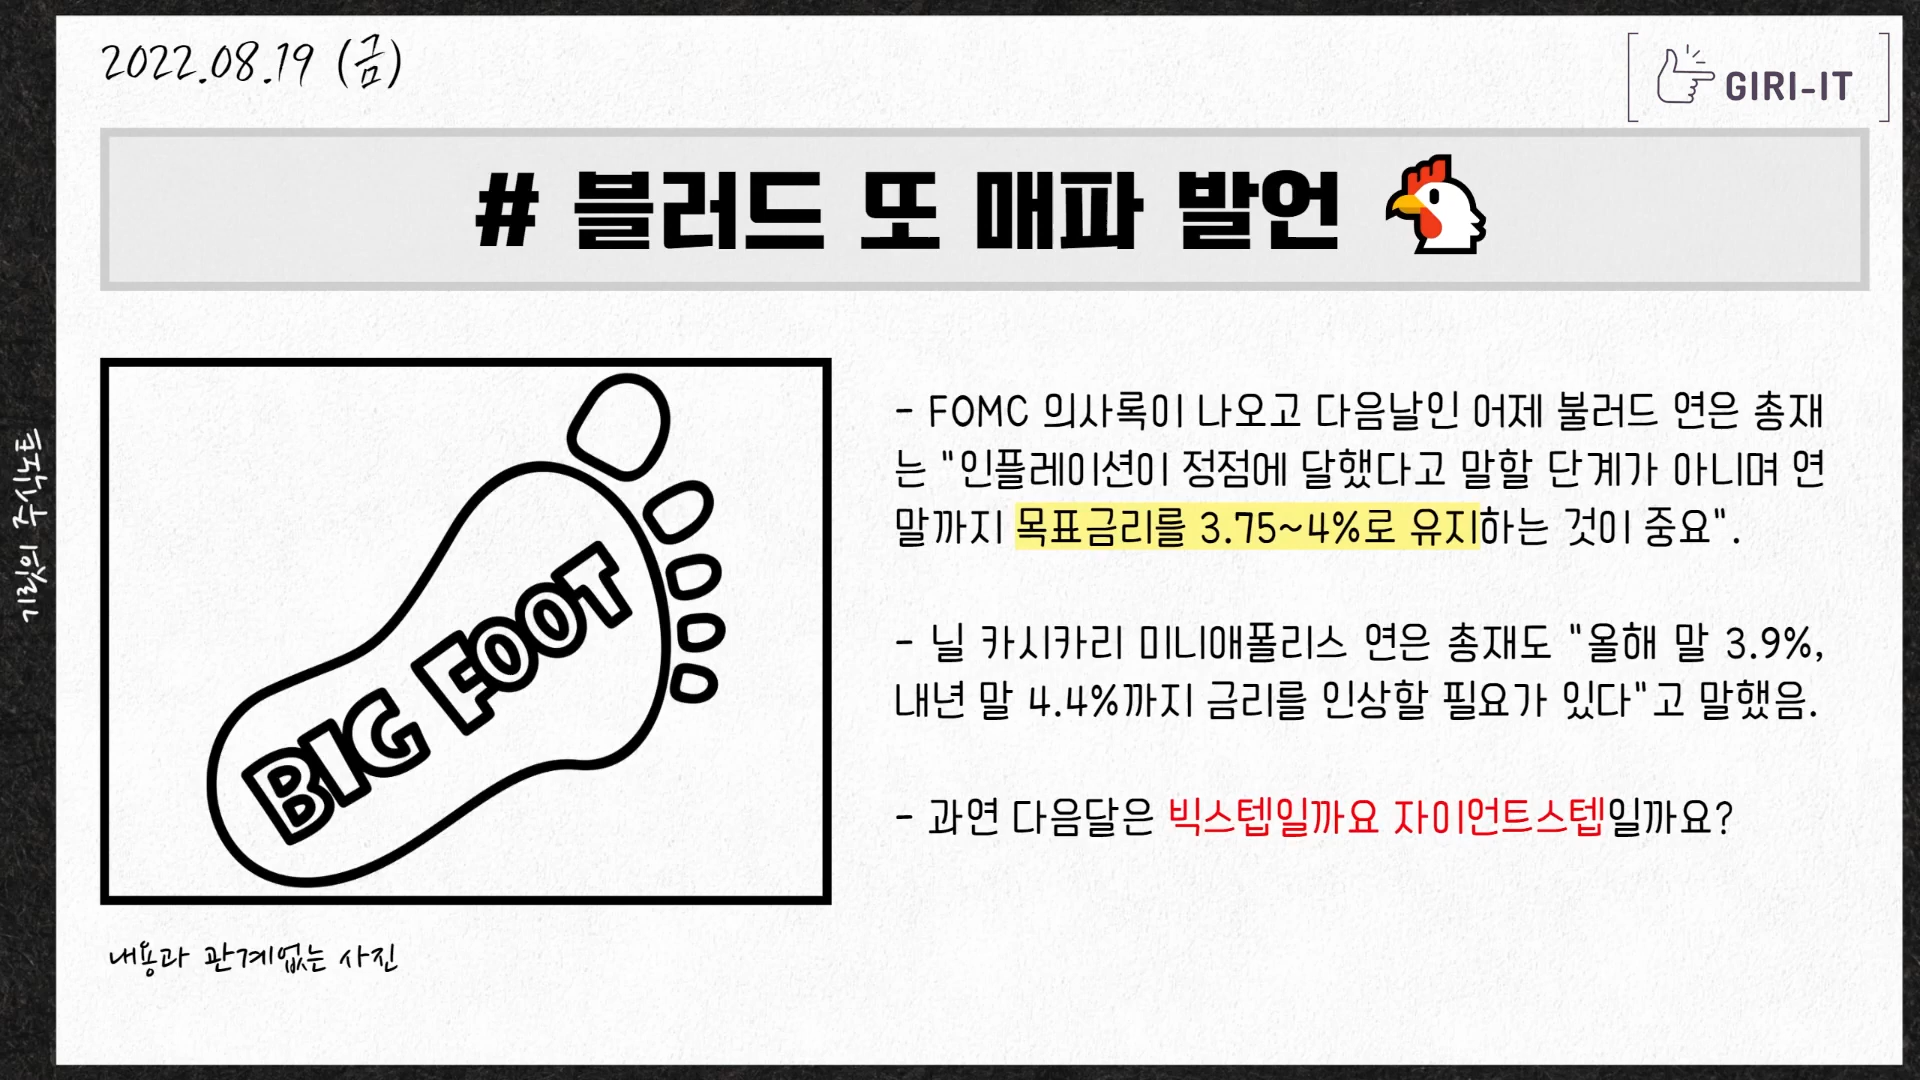 2022.08.19 (금)
GIRI-IT
# 블러드 또 매파 발언
기릿의 주식노트
BIG FOOT
내용과 관계없는 사진
- FOMC 의사록이 나오고 다음날인 어제 불러드 연은 총재
는 "인플레이션이 정점에 달했다고 말할 단계가 아니며 연
말까지 목표금리를 3.75~4%로 유지하는 것이 중요".
- 닐 카시카리 미니애폴리스 연은 총재도 "올해 말 3.9%,
내년 말 4.4%까지 금리를 인상할 필요가 있다"고 말했음.
- 과연 다음달은 빅스텝일까요 자이언트스텝일까요?